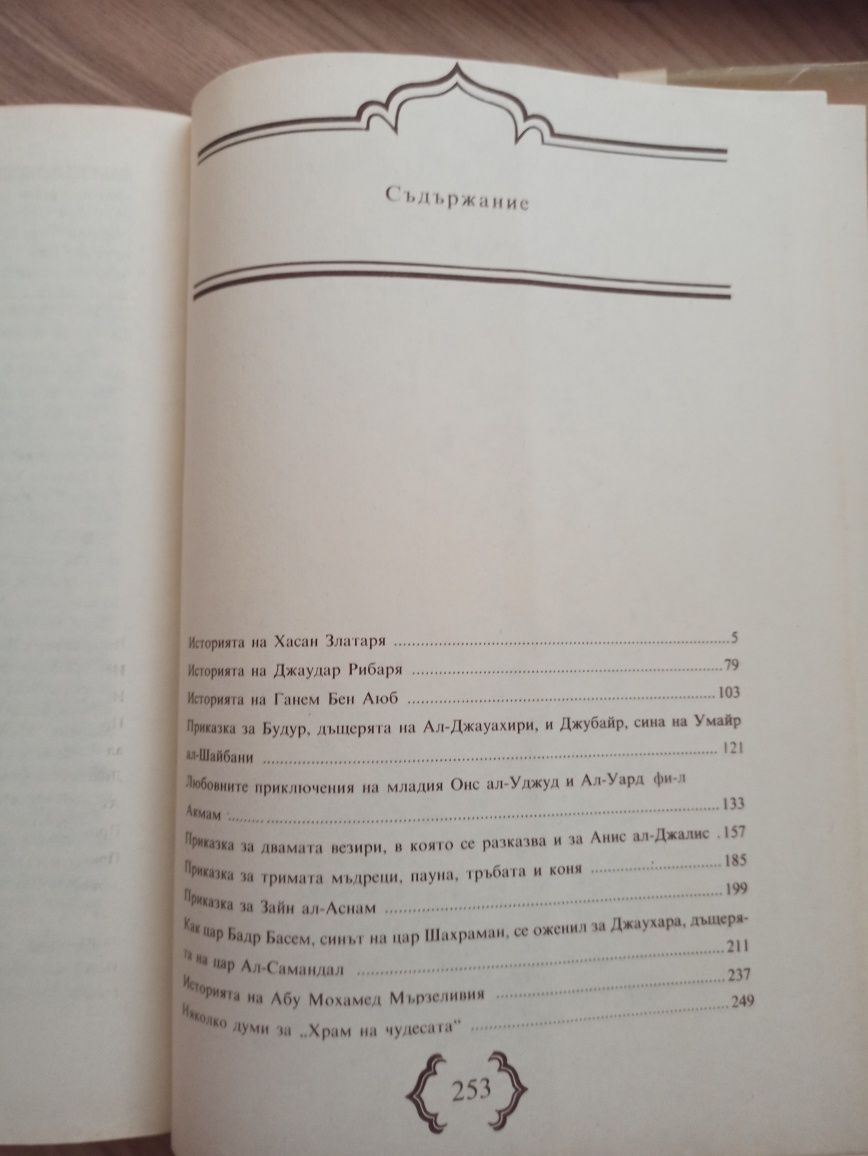 Съдържание
Историята на Хасан Златаря ..... 5
Историята на Джаудар Рибаря ..... 79
Историята на Ганем Бен Аюб ..... 103
Приказка за Будур, дъщерята на Ал-Джауахири, и Джубайр, сина на Умайр
ал-Шайбани ..... 121
Любовните приключения на младия Онс ал-Уджуд и Ал-Уард фи-л
Акмам ..... 133
Приказка за двамата везири, в която се разказва и за Анис ал-Джалис . 157
Приказка за тримата мъдреци, пауна, тръбата и коня ..... 185
Приказка за Зайн ал-Аснам ..... 199
Как цар Бадр Басем, синът на цар Шахраман, се оженил за Джаухара, дъщеря-
та на цар Ал-Самандал ..... 211
Историята на Абу Мохамед Мързеливия ..... 237
Няколко думи за „Храм на чудесата“ ..... 249
253